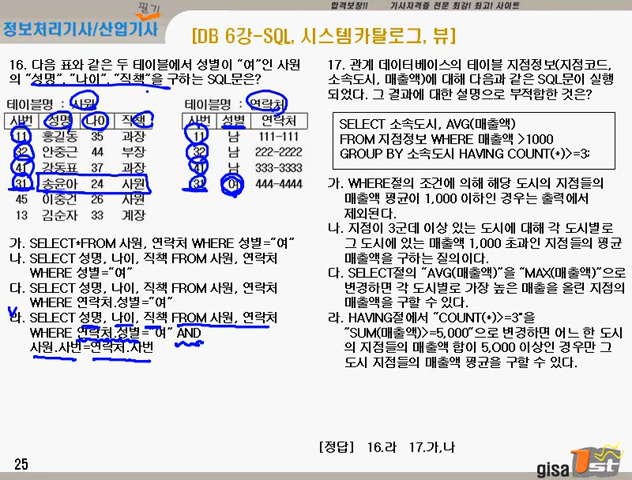 합격보장!! 기사자격증 전문 최강! 최고! 사이트
필기
정보처리기사/산업기사
[DB 6강-SQL, 시스템카탈로그, 뷰]
16. 다음 표와 같은 두 테이블에서 성별이 "여"인 사원
의 "성명", "나이", "직책"을 구하는 SQL문은?
테이블명 : 사원 테이블명 : 연락처
사번 성명 나이 직책 사번 성별 연락처
11 홍길동 35 과장 11 남 111-111
32 안중근 44 부장 32 남 222-2222
41 강동표 37 과장 41 남 333-3333
31 송윤아 24 사원 31 여 444-4444
45 이중건 26 사원
13 김순자 33 계장
가. SELECT*FROM 사원, 연락처 WHERE 성별="여"
나. SELECT 성명, 나이, 직책 FROM 사원, 연락처
WHERE 성별="여"
다. SELECT 성명, 나이, 직책 FROM 사원, 연락처
WHERE 연락처.성별="여"
라. SELECT 성명, 나이, 직책 FROM 사원, 연락처
WHERE 연락처.성별="여" AND
사원.사번=연락처.사번
17. 관계 데이터베이스의 테이블 지점정보(지점코드,
소속도시, 매출액)에 대해 다음과 같은 SQL문이 실행
되었다. 그 결과에 대한 설명으로 부적합한 것은?
SELECT 소속도시, AVG(매출액)
FROM 지점정보 WHERE 매출액 >1000
GROUP BY 소속도시 HAVING COUNT(*)>=3;
가. WHERE절의 조건에 의해 해당 도시의 지점들의
매출액 평균이 1,000 이하인 경우는 출력에서
제외된다.
나. 지점이 3군데 이상 있는 도시에 대해 각 도시별로
그 도시에 있는 매출액 1,000 초과인 지점들의 평균
매출액을 구하는 질의이다.
다. SELECT절의 "AVG(매출액)"을 "MAX(매출액)"으로
변경하면 각 도시별로 가장 높은 매출을 올린 지점의
매출액을 구할 수 있다.
라. HAVING절에서 "COUNT(*)>=3"을
"SUM(매출액)>=5,000"으로 변경하면 어느 한 도시
의 지점들의 매출액 합이 5,000 이상인 경우만 그
도시 지점들의 매출액 평균을 구할 수 있다.
[정답] 16.라 17.가,나
25
gisa 1st